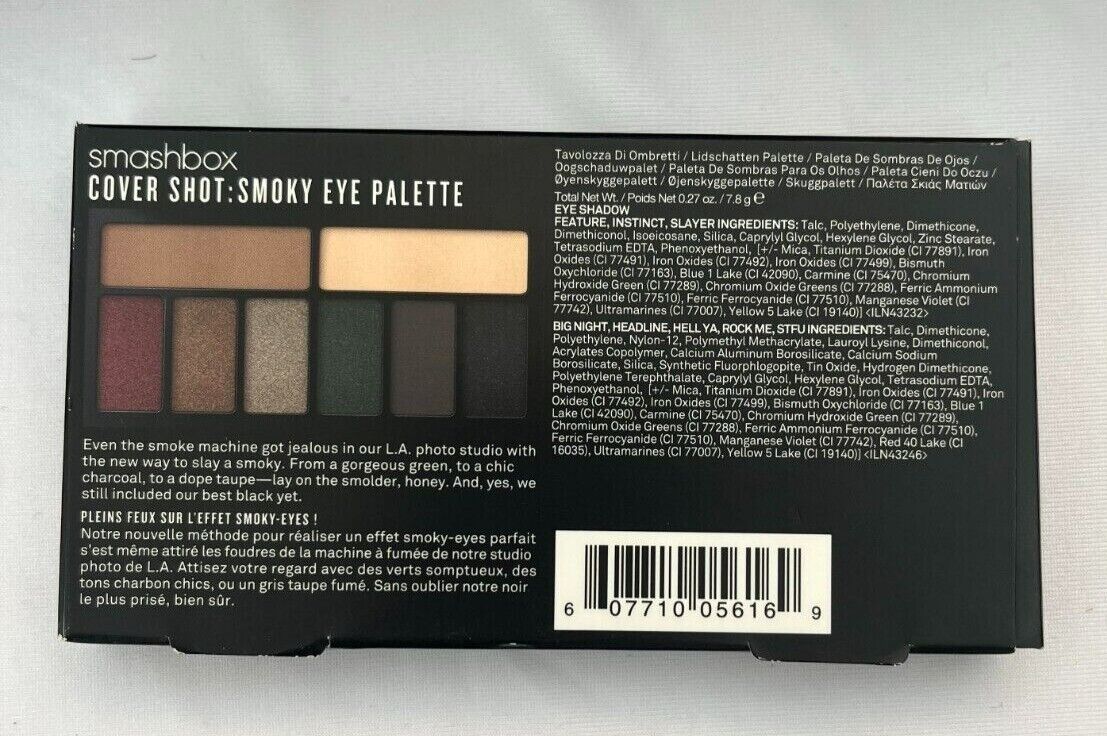 smashbox
COVER SHOT:SMOKY EYE PALETTE
Even the smoke machine got jealous in our L.A. photo studio with
the new way to slay a smoky. From a gorgeous green, to a chic
charcoal, to a dope taupe—lay on the smolder, honey. And, yes, we
still included our best black yet.
PLEINS FEUX SUR L'EFFET SMOKY-EYES !
Notre nouvelle méthode pour réaliser un effet smoky-eyes parfait
s'est même attiré les foudres de la machine à fumée de notre studio
photo de L.A. Attisez votre regard avec des verts somptueux, des
tons charbon chics, ou un gris taupe fumé. Sans oublier notre noir
le plus prisé, bien sûr.
Tavolozza Di Ombretti / Lidschatten Palette / Paleta De Sombras De Ojos /
Oogschaduwpalet / Paleta De Sombras Para Os Olhos / Paleta Cieni Do Oczu /
Øyenskyggepalett / Øjenskyggepalette / Skuggpalett / Παλέτα Σκιάς Ματιών
Total Net Wt. / Poids Net 0.27 oz. / 7.8 g ℮
EYE SHADOW
FEATURE, INSTINCT, SLAYER INGREDIENTS: Talc, Polyethylene, Dimethicone,
Dimethiconol, Isoeicosane, Silica, Caprylyl Glycol, Hexylene Glycol, Zinc Stearate,
Tetrasodium EDTA, Phenoxyethanol, [+/- Mica, Titanium Dioxide (CI 77891), Iron
Oxides (CI 77491), Iron Oxides (CI 77492), Iron Oxides (CI 77499), Bismuth
Oxychloride (CI 77163), Blue 1 Lake (CI 42090), Carmine (CI 75470), Chromium
Hydroxide Green (CI 77289), Chromium Oxide Greens (CI 77288), Ferric Ammonium
Ferrocyanide (CI 77510), Ferric Ferrocyanide (CI 77510), Manganese Violet (CI
77742), Ultramarines (CI 77007), Yellow 5 Lake (CI 19140)] <ILN43232>
BIG NIGHT, HEADLINE, HELL YA, ROCK ME, STFU INGREDIENTS: Talc, Dimethicone,
Polyethylene, Nylon-12, Polymethyl Methacrylate, Lauroyl Lysine, Dimethiconol,
Acrylates Copolymer, Calcium Aluminum Borosilicate, Calcium Sodium
Borosilicate, Silica, Synthetic Fluorphlogopite, Tin Oxide, Hydrogen Dimethicone,
Polyethylene Terephthalate, Caprylyl Glycol, Hexylene Glycol, Tetrasodium EDTA,
Phenoxyethanol, [+/- Mica, Titanium Dioxide (CI 77891), Iron Oxides (CI 77491), Iron
Oxides (CI 77492), Iron Oxides (CI 77499), Bismuth Oxychloride (CI 77163), Blue 1
Lake (CI 42090), Carmine (CI 75470), Chromium Hydroxide Green (CI 77289),
Chromium Oxide Greens (CI 77288), Ferric Ammonium Ferrocyanide (CI 77510),
Ferric Ferrocyanide (CI 77510), Manganese Violet (CI 77742), Red 40 Lake (CI
16035), Ultramarines (CI 77007), Yellow 5 Lake (CI 19140)] <ILN43246>
6 07710 05616 9